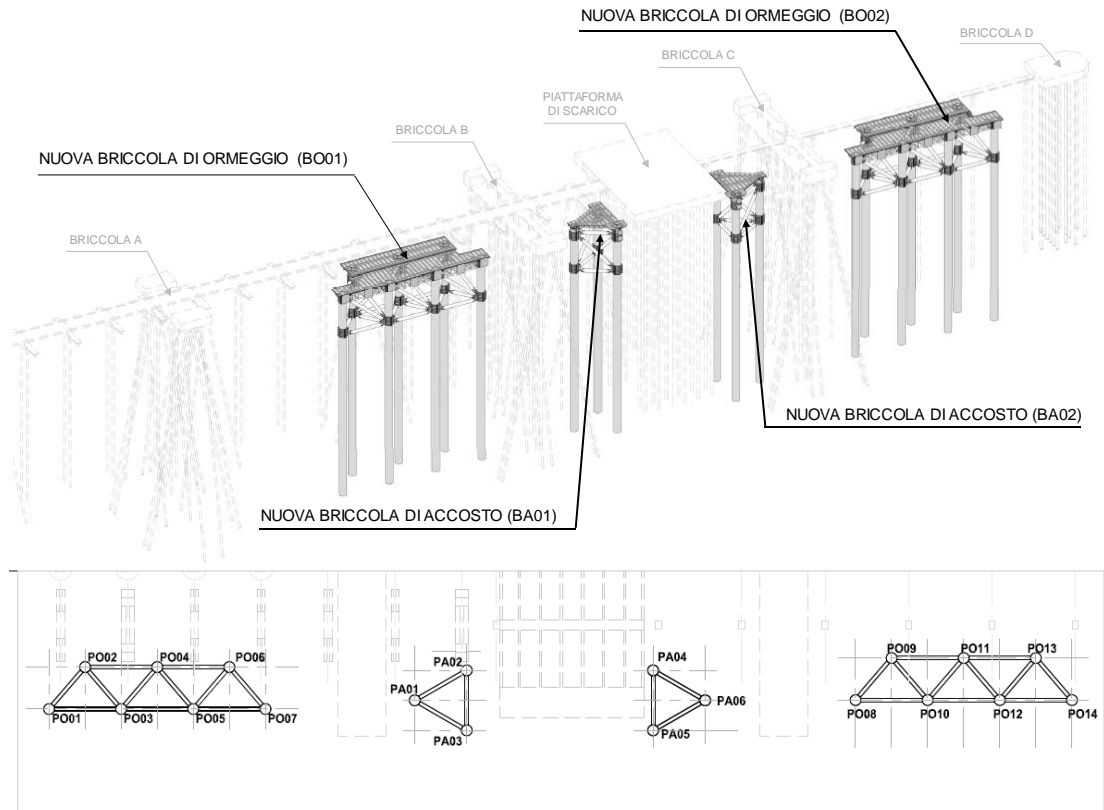 NUOVA BRICCOLA DI ORMEGGIO (BO02)
BRICCOLA D
BRICCOLA C
PIATTAFORMA
DI SCARICO
BRICCOLA B
NUOVA BRICCOLA DI ORMEGGIO (BO01)
BRICCOLA A
NUOVA BRICCOLA DI ACCOSTO (BA02)
NUOVA BRICCOLA DI ACCOSTO (BA01)
PO02 PO04 PO06
PO01 PO03 PO05 PO07
PA02
PA01
PA03
PA04
PA06
PA05
PO09 PO11 PO13
PO08 PO10 PO12 PO14